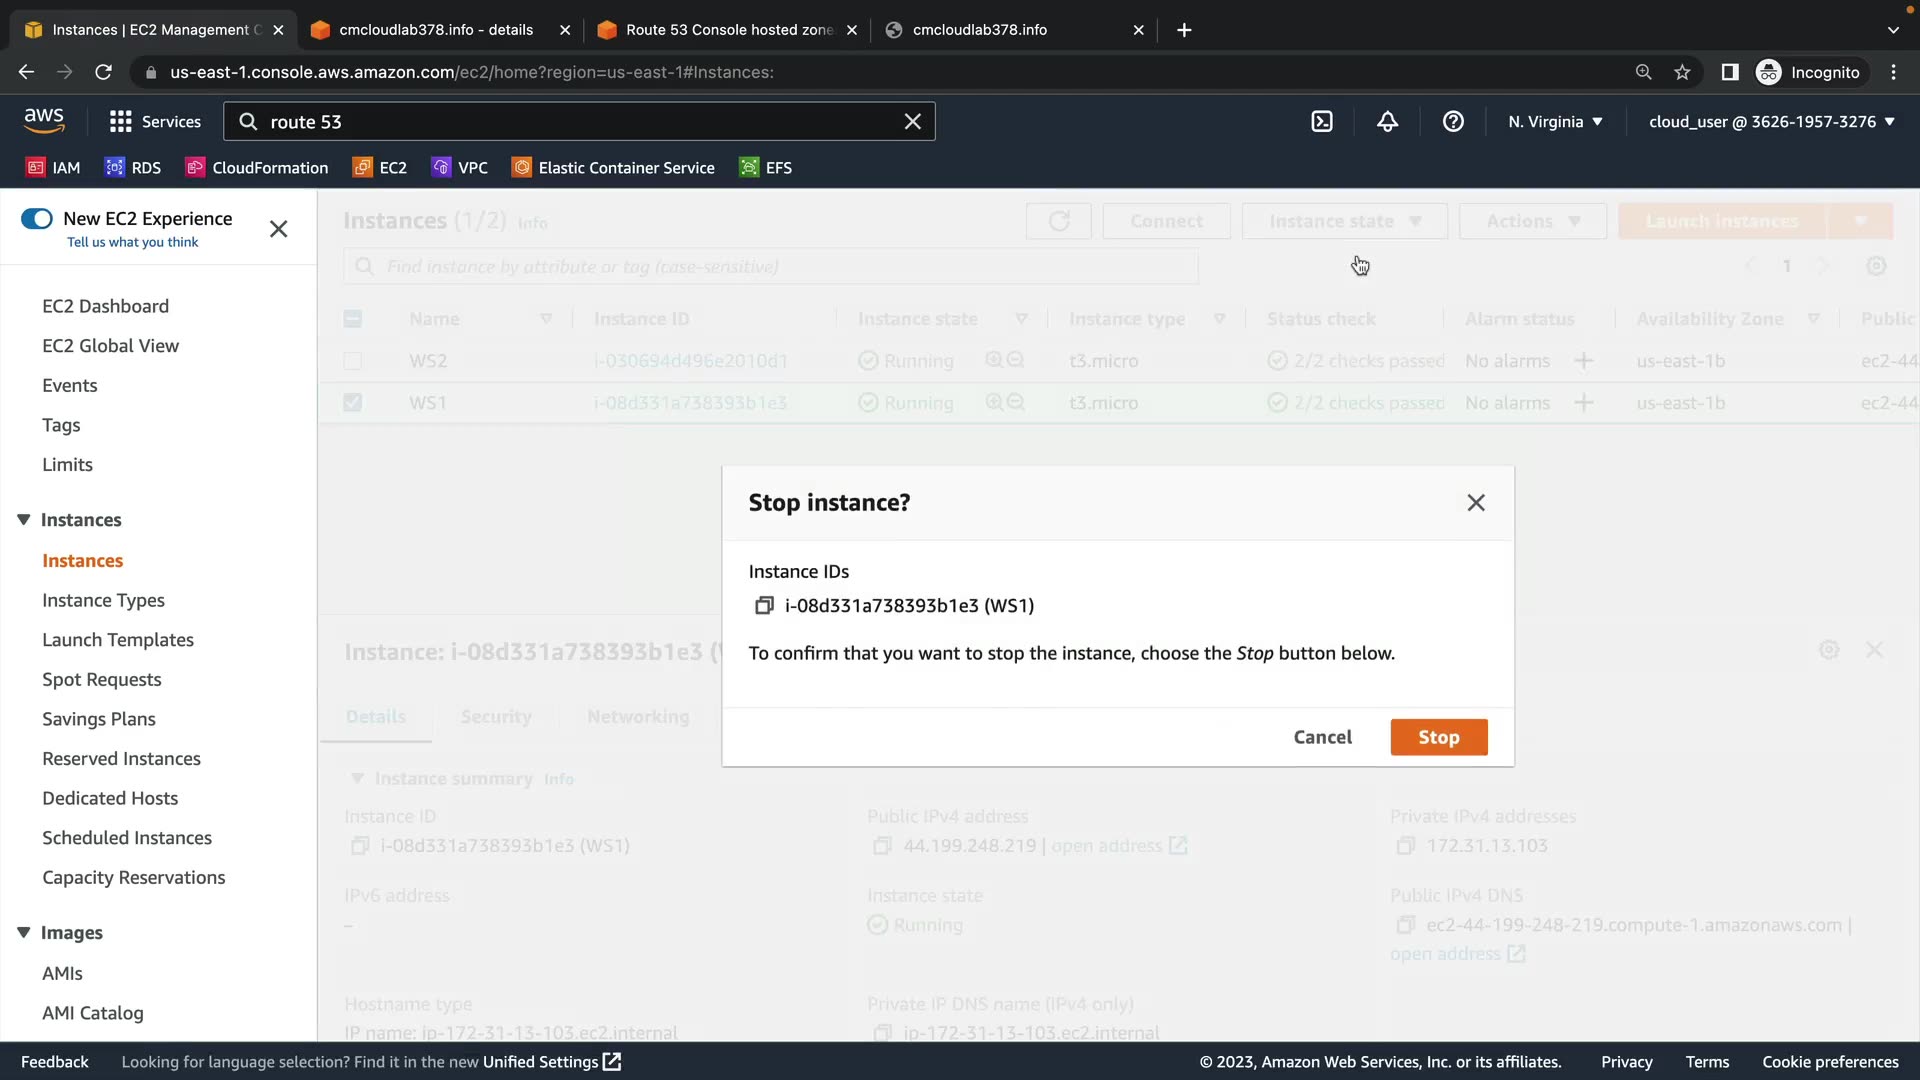 Instances | EC2 Management C
cmcloudlab378.info - details
Route 53 Console hosted zone
cmcloudlab378.info
us-east-1.console.aws.amazon.com/ec2/home?region=us-east-1#Instances:
Incognito
aws
Services
route 53
N. Virginia
cloud_user @ 3626-1957-3276
IAM
RDS
CloudFormation
EC2
VPC
Elastic Container Service
EFS
New EC2 Experience
Tell us what you think
EC2 Dashboard
EC2 Global View
Events
Tags
Limits
Instances
Instances
Instance Types
Launch Templates
Spot Requests
Savings Plans
Reserved Instances
Dedicated Hosts
Scheduled Instances
Capacity Reservations
Images
AMIs
AMI Catalog
Instances (1/2) Info
Connect
Instance state
Actions
Launch instances
Find instance by attribute or tag (case-sensitive)
1
Name Instance ID Instance state Instance type Status check Alarm status Availability Zone Public
WS2 i-030694d496e2010d1 Running t3.micro 2/2 checks passed No alarms + us-east-1b ec2-44
WS1 i-08d331a738393b1e3 Running t3.micro 2/2 checks passed No alarms + us-east-1b ec2-44
Stop instance?
Instance IDs
i-08d331a738393b1e3 (WS1)
To confirm that you want to stop the instance, choose the Stop button below.
Cancel
Stop
Instance: i-08d331a738393b1e3 (
Details
Security
Networking
Instance summary Info
Instance ID
i-08d331a738393b1e3 (WS1)
Public IPv4 address
44.199.248.219 | open address
Private IPv4 addresses
172.31.13.103
IPv6 address
–
Instance state
Running
Public IPv4 DNS
ec2-44-199-248-219.compute-1.amazonaws.com |
open address
Hostname type
IP name: ip-172-31-13-103.ec2.internal
Private IP DNS name (IPv4 only)
ip-172-31-13-103.ec2.internal
Feedback
Looking for language selection? Find it in the new Unified Settings
© 2023, Amazon Web Services, Inc. or its affiliates.
Privacy
Terms
Cookie preferences